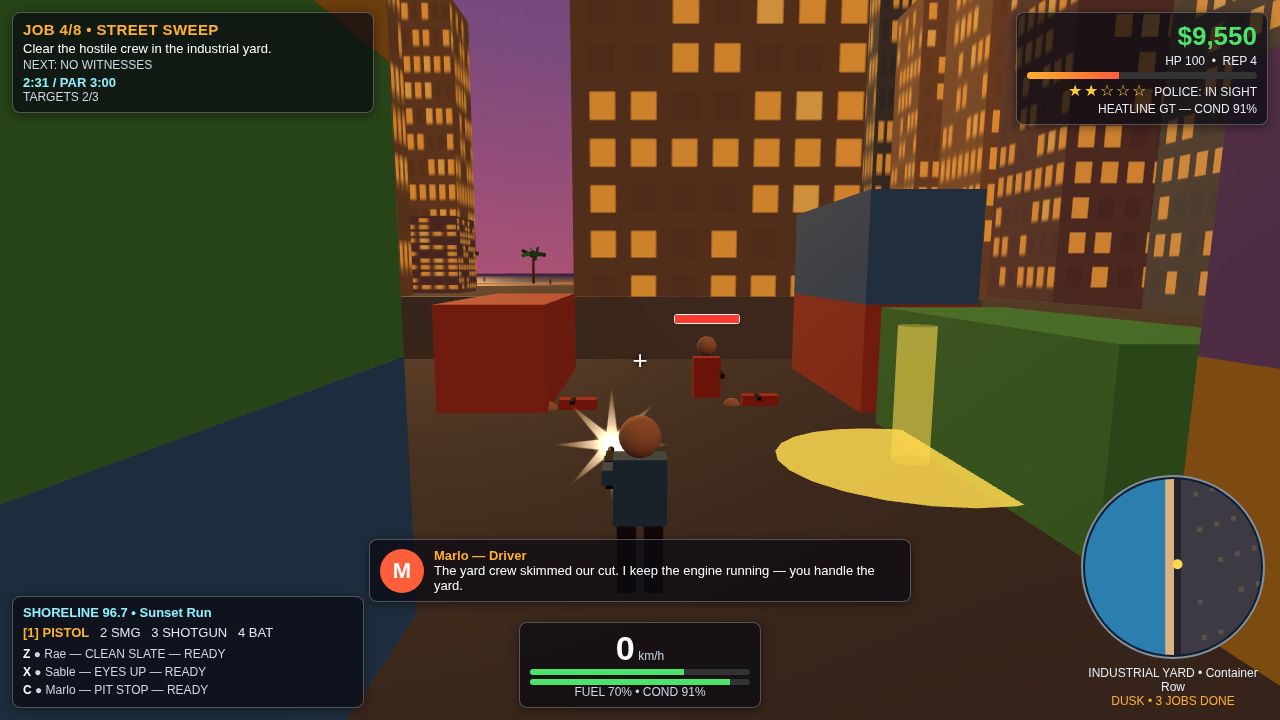 JOB 4/8 • STREET SWEEP
Clear the hostile crew in the industrial yard.
NEXT: NO WITNESSES
2:31 / PAR 3:00
TARGETS 2/3
$9,550
HP 100 • REP 4
★★☆☆☆ POLICE: IN SIGHT
HEATLINE GT — COND 91%
M
Marlo — Driver
The yard crew skimmed our cut. I keep the engine running — you handle the
yard.
SHORELINE 96.7 • Sunset Run
[1] PISTOL 2 SMG 3 SHOTGUN 4 BAT
Z ● Rae — CLEAN SLATE — READY
X ● Sable — EYES UP — READY
C ● Marlo — PIT STOP — READY
0 km/h
FUEL 70% • COND 91%
INDUSTRIAL YARD • Container
Row
DUSK • 3 JOBS DONE